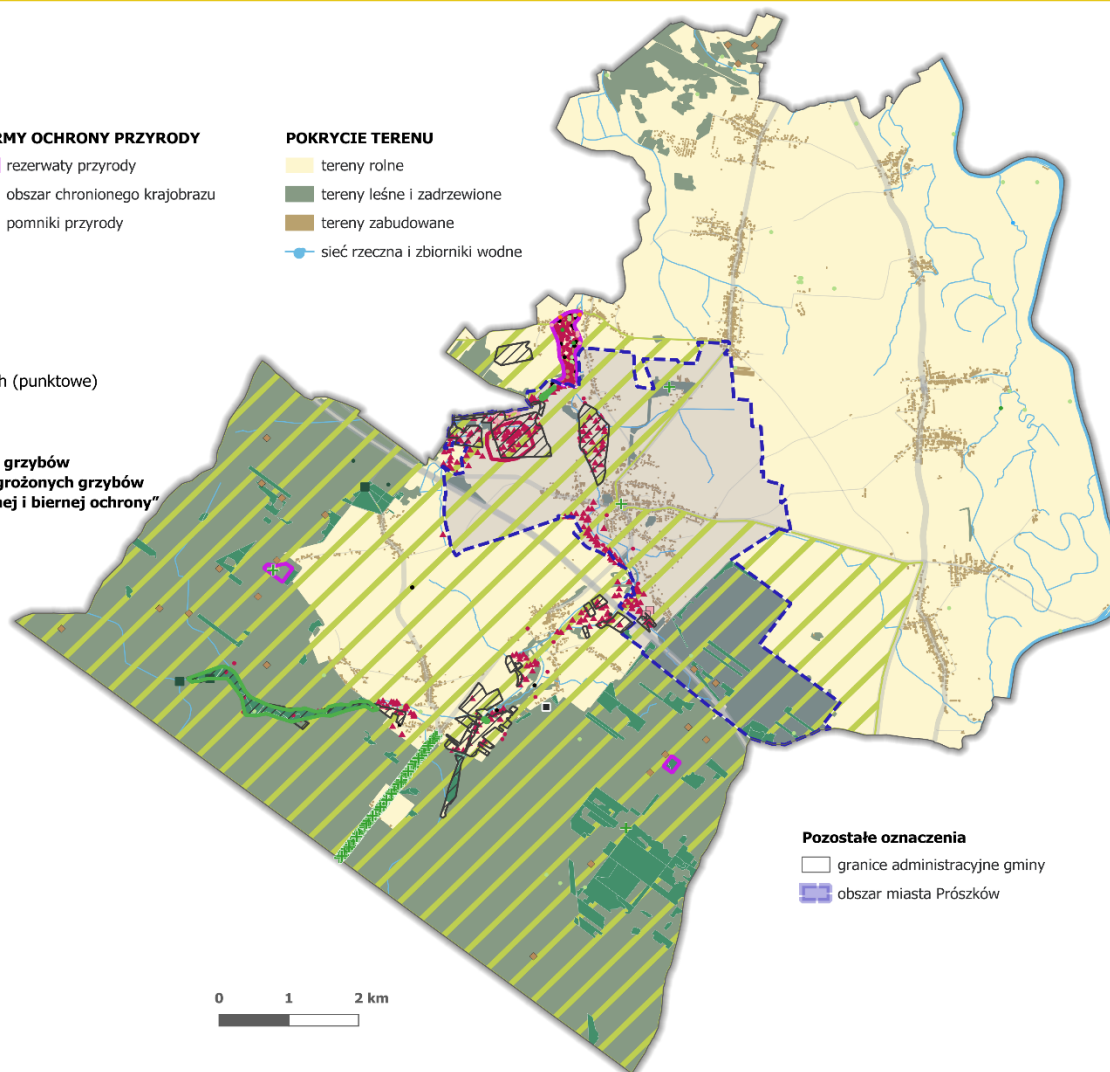 RMY OCHRONY PRZYRODY
rezerwaty przyrody
obszar chronionego krajobrazu
pomniki przyrody
POKRYCIE TERENU
tereny rolne
tereny leśne i zadrzewione
tereny zabudowane
sieć rzeczna i zbiorniki wodne
h (punktowe)
grzybów
grożonych grzybów
nej i biernej ochrony”
Pozostałe oznaczenia
granice administracyjne gminy
obszar miasta Prószków
0 1 2 km